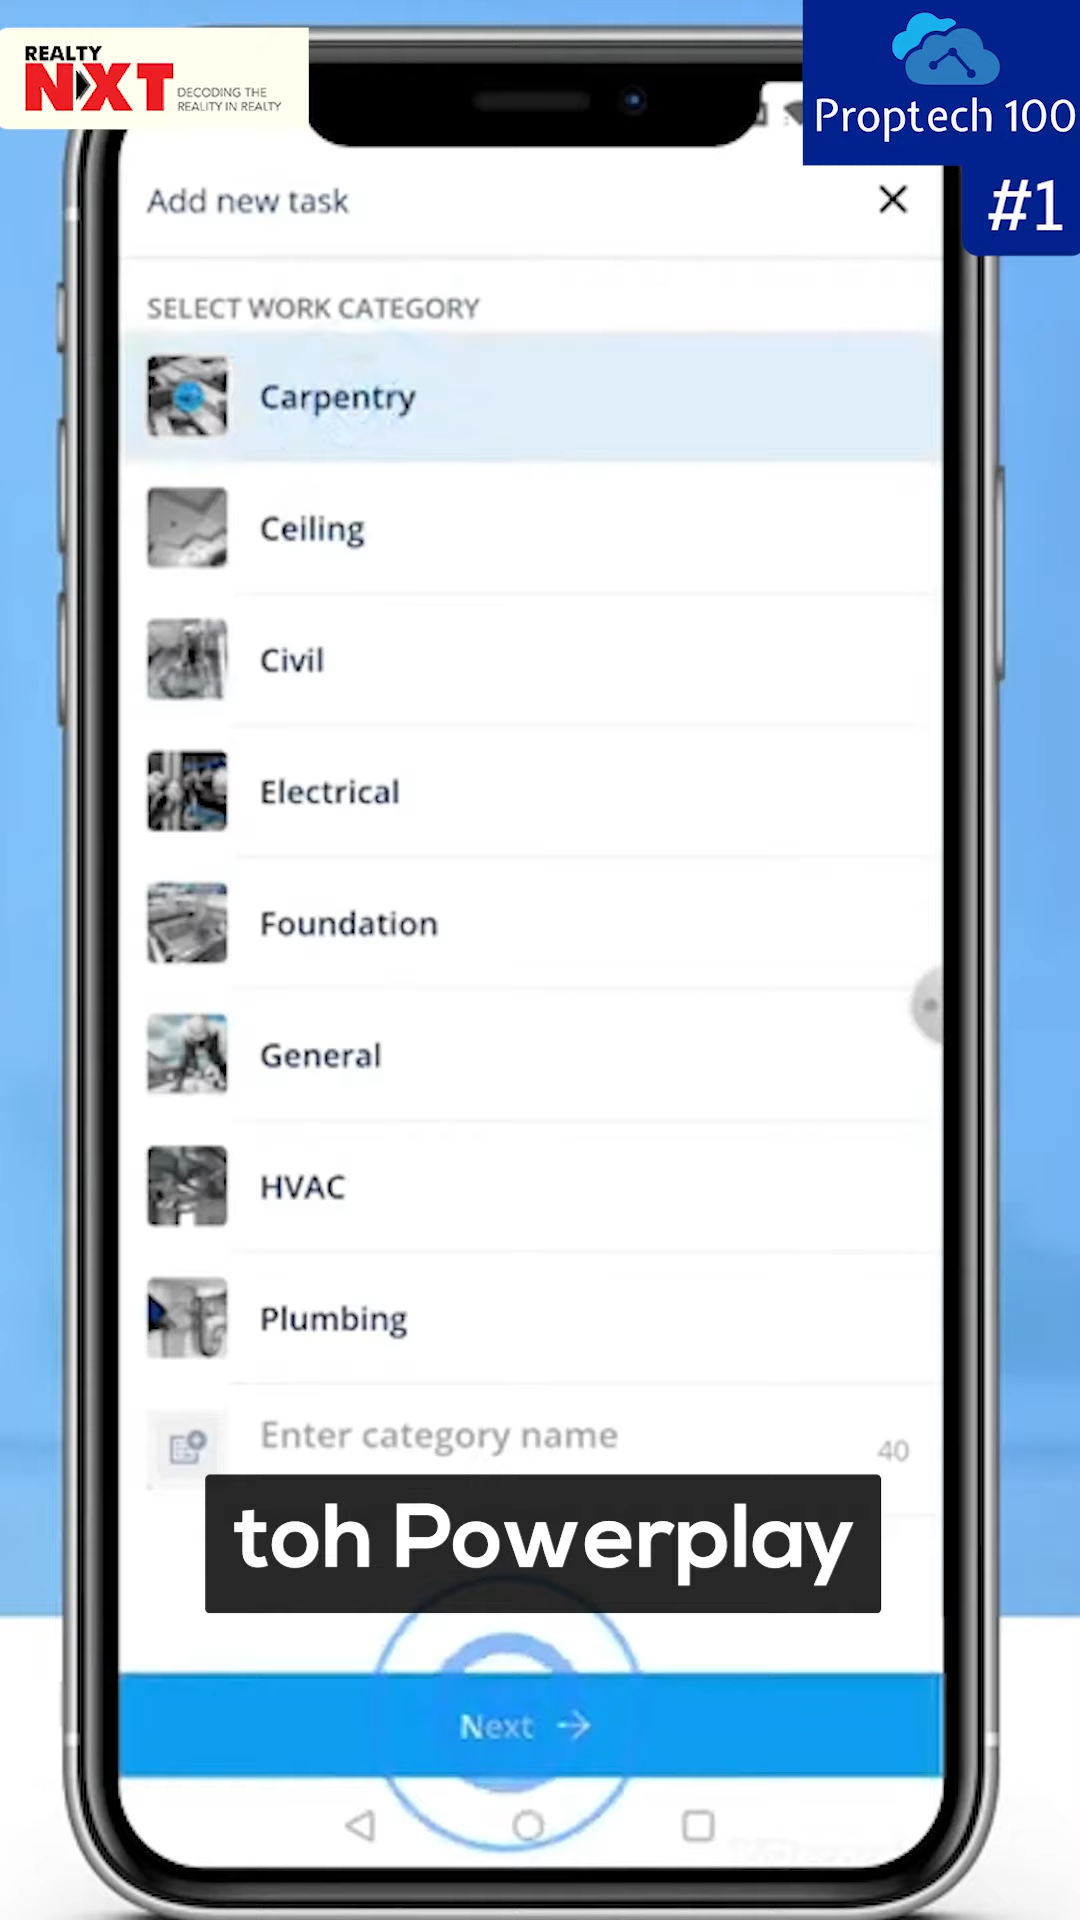 REALTY
NXT
DECODING THE
REALITY IN REALTY
Proptech 100
#1
Add new task
SELECT WORK CATEGORY
Carpentry
Ceiling
Civil
Electrical
Foundation
General
HVAC
Plumbing
Enter category name
40
toh Powerplay
Next